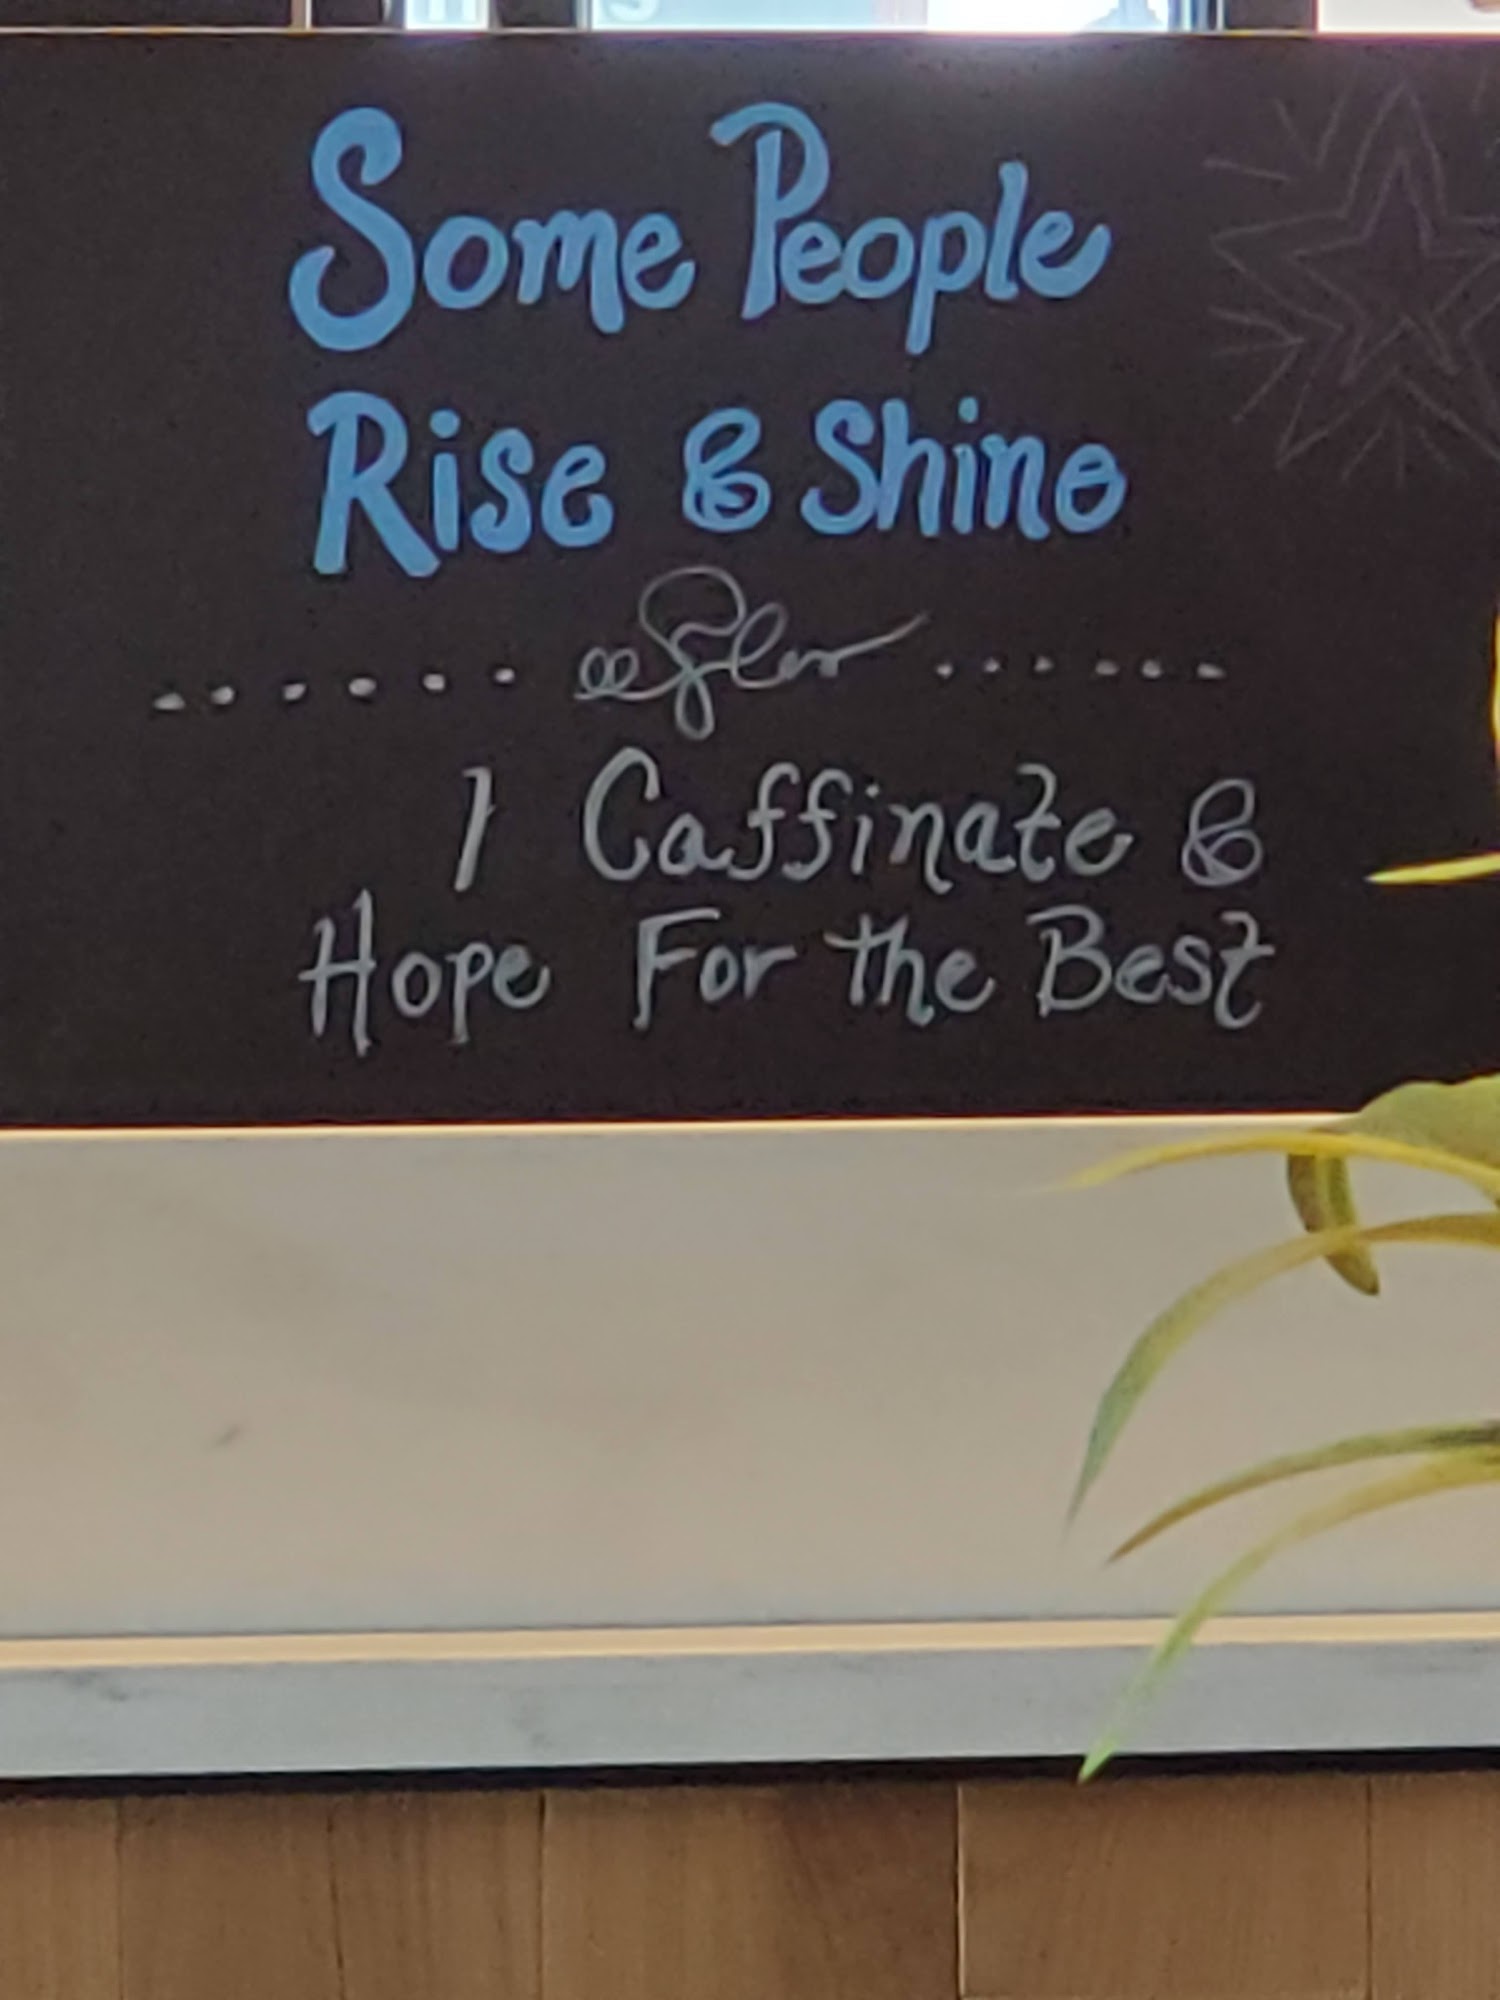 Some People
Rise & Shine
I Caffinate &
Hope For the Best